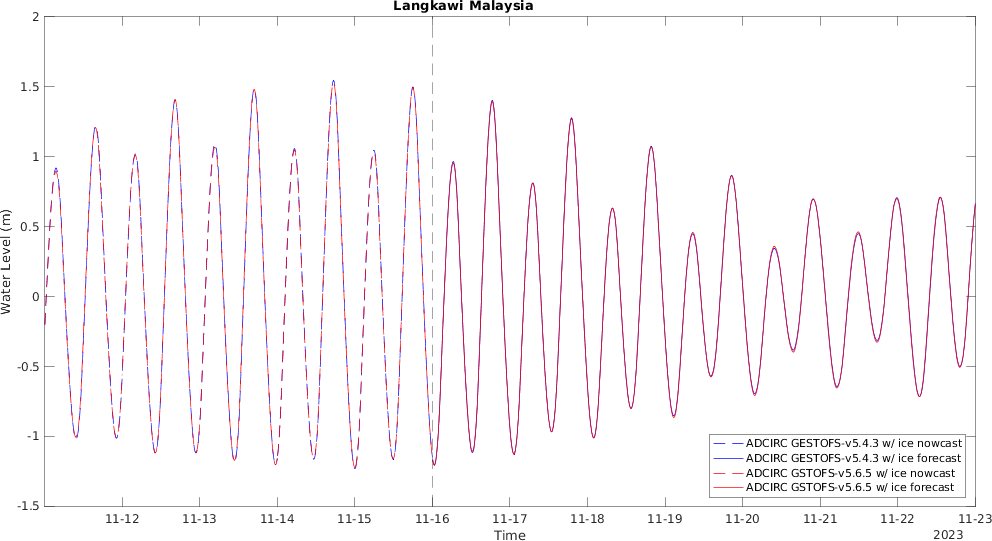 Langkawi Malaysia
2
1.5
1
0.5
0
-0.5
-1
-1.5
Water Level (m)
ADCIRC GESTOFS-v5.4.3 w/ ice nowcast
ADCIRC GESTOFS-v5.4.3 w/ ice forecast
ADCIRC GSTOFS-v5.6.5 w/ ice nowcast
ADCIRC GSTOFS-v5.6.5 w/ ice forecast
11-12 11-13 11-14 11-15 11-16 11-17 11-18 11-19 11-20 11-21 11-22 11-23
Time
2023